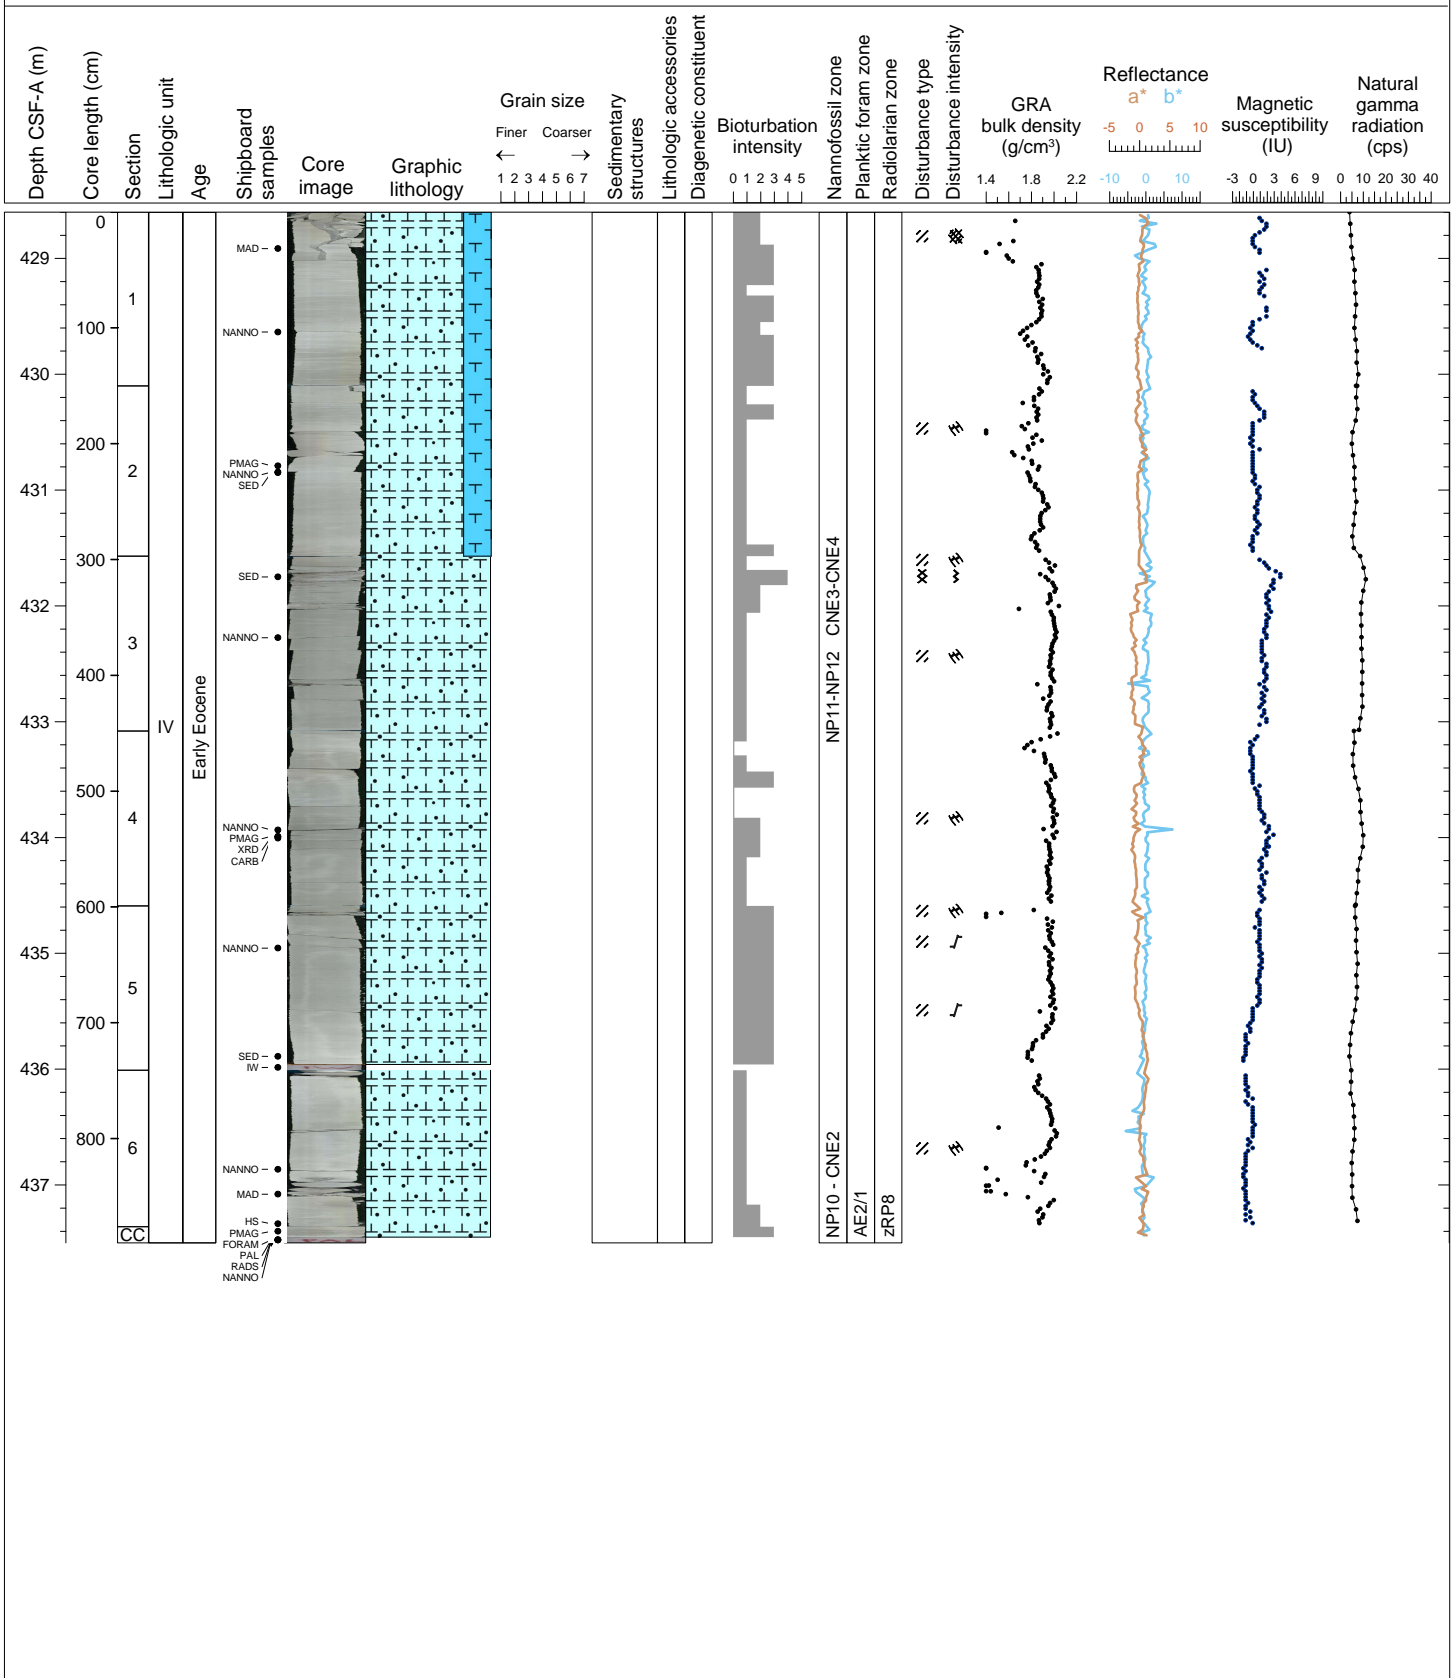 Depth CSF-A (m)
Core length (cm)
Section
Lithologic unit
Age
Shipboard
samples
Core
image
Graphic
lithology
Grain size
Finer Coarser
← →
1 2 3 4 5 6 7
Sedimentary
structures
Lithologic accessories
Diagenetic constituent
Bioturbation
intensity
0 1 2 3 4 5
Nannofossil zone
Planktic foram zone
Radiolarian zone
Disturbance type
Disturbance intensity
GRA
bulk density
(g/cm³)
1.4 1.8 2.2
Reflectance
a* b*
-5 0 5 10
-10 0 10
Magnetic
susceptibility
(IU)
-3 0 3 6 9
Natural
gamma
radiation
(cps)
0 10 20 30 40
429
430
431
432
433
434
435
436
437
0
100
200
300
400
500
600
700
800
1
2
3
4
5
6
CC
IV
Early Eocene
MAD
NANNO
PMAG
NANNO
SED
SED
NANNO
NANNO
PMAG
XRD
CARB
NANNO
SED
IW
NANNO
MAD
HS
PMAG
FORAM
PAL
RADS
NANNO
NP11-NP12 CNE3-CNE4
NP10 - CNE2
AE2/1
zRP8